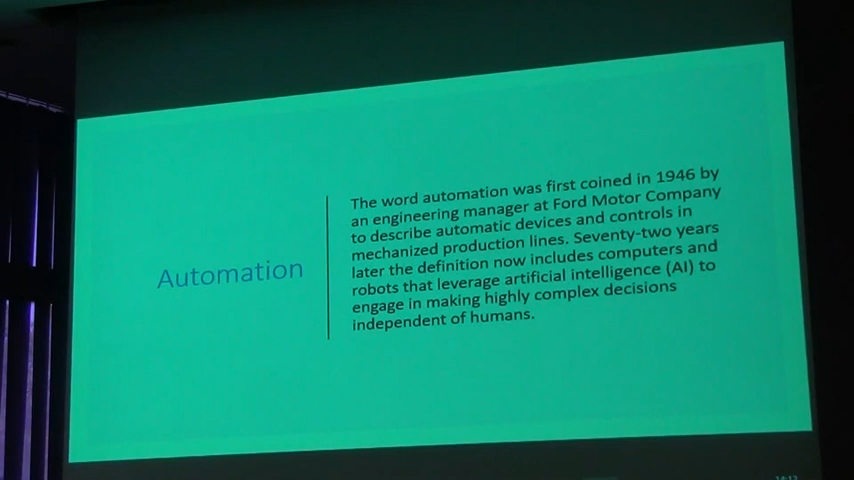 Automation
The word automation was first coined in 1946 by
an engineering manager at Ford Motor Company
to describe automatic devices and controls in
mechanized production lines. Seventy-two years
later the definition now includes computers and
robots that leverage artificial intelligence (AI) to
engage in making highly complex decisions
independent of humans.